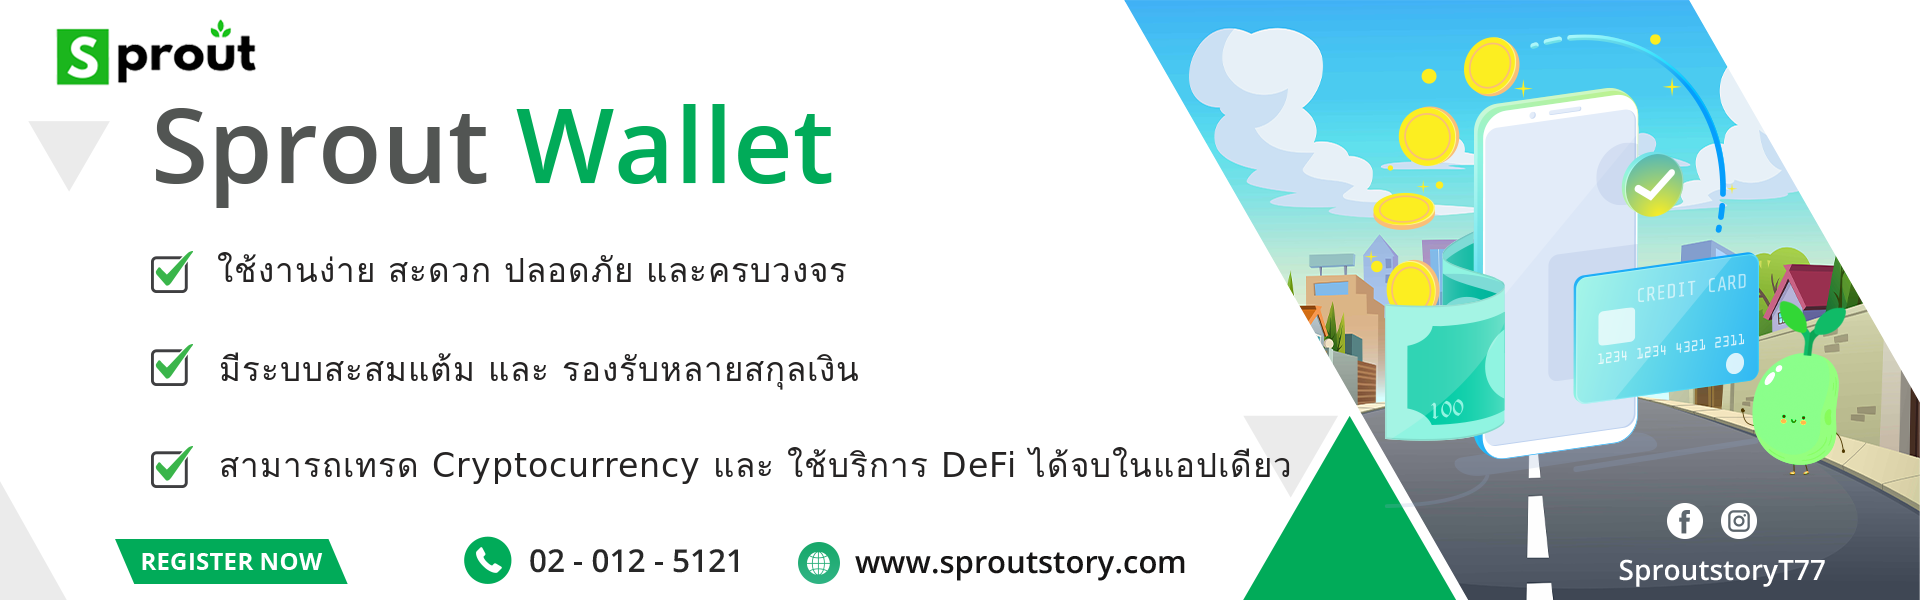 Sprout
Sprout Wallet
ใช้งานง่าย สะดวก ปลอดภัย และครบวงจร
มีระบบสะสมแต้ม และ รองรับหลายสกุลเงิน
สามารถเทรด Cryptocurrency และ ใช้บริการ DeFi ได้จบในแอปเดียว
REGISTER NOW
02 - 012 - 5121
www.sproutstory.com
CREDIT CARD
1234 1234 4321 2311
100
SproutstoryT77